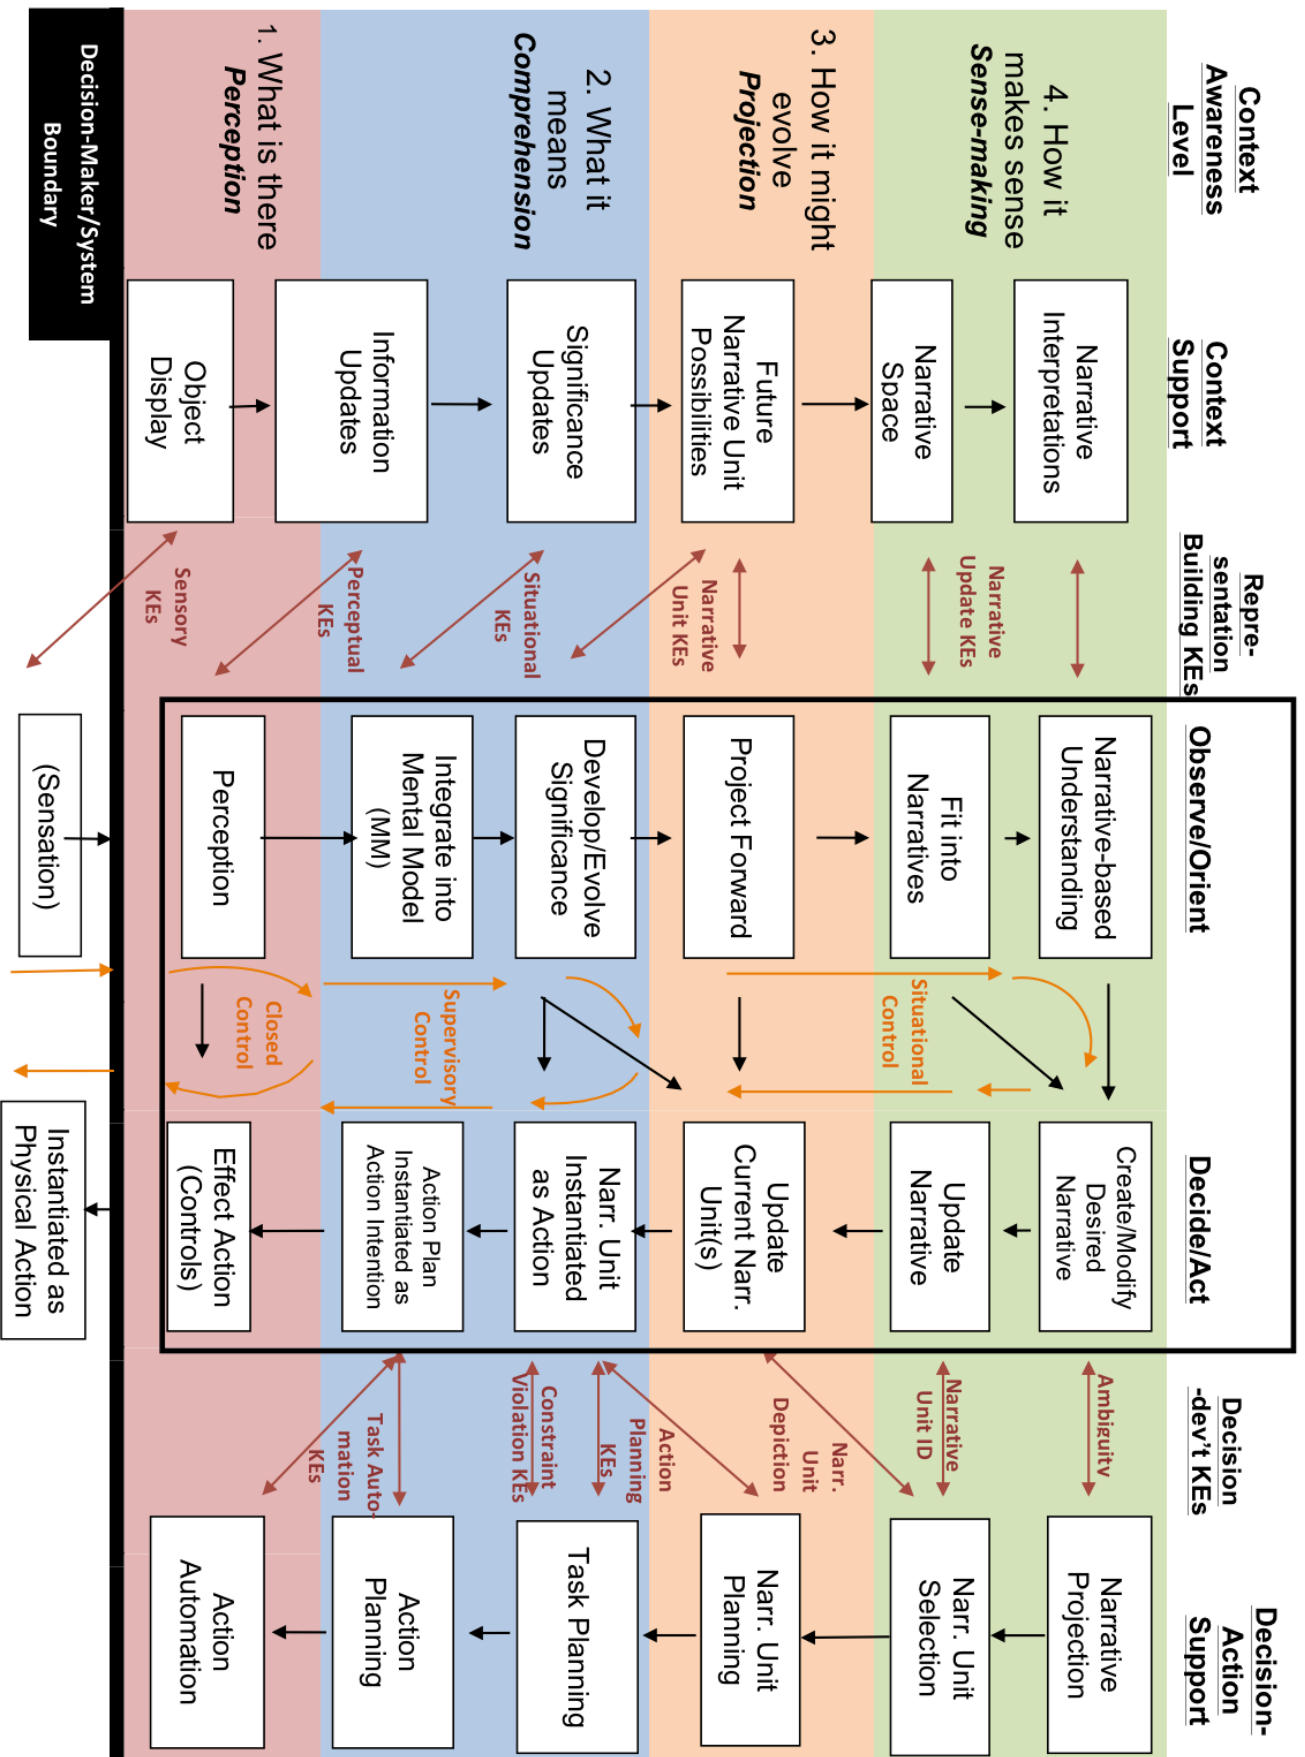 Context
Awareness
Level
Context
Support
Repre-
sentation
Building KEs
Observe/Orient
Decide/Act
Decision
-dev't KEs
Decision-
Action
Support
4. How it
makes sense
Sense-making
Narrative
Interpretations
Narrative
Space
Narrative
Update KEs
Narrative-based
Understanding
Fit into
Narratives
Situational
Control
Create/Modify
Desired
Narrative
Update
Narrative
Ambiguity
Narrative
Unit ID
Narrative
Projection
Narr. Unit
Selection
3. How it might
evolve
Projection
Future
Narrative Unit
Possibilities
Narrative
Unit KEs
Project Forward
Update
Current Narr.
Unit(s)
Narr.
Unit
Depiction
Narr. Unit
Planning
2. What it
means
Comprehension
Significance
Updates
Information
Updates
Situational
KEs
Perceptual
KEs
Develop/Evolve
Significance
Integrate into
Mental Model
(MM)
Supervisory
Control
Narr. Unit
Instantiated
as Action
Action Plan
Instantiated as
Action Intention
Action
Planning
KEs
Constraint
Violation KEs
Task Auto-
mation
KEs
Task Planning
Action
Planning
1. What is there
Perception
Object
Display
Sensory
KEs
Perception
Closed
Control
Effect Action
(Controls)
Action
Automation
Decision-Maker/System
Boundary
(Sensation)
Instantiated as
Physical Action